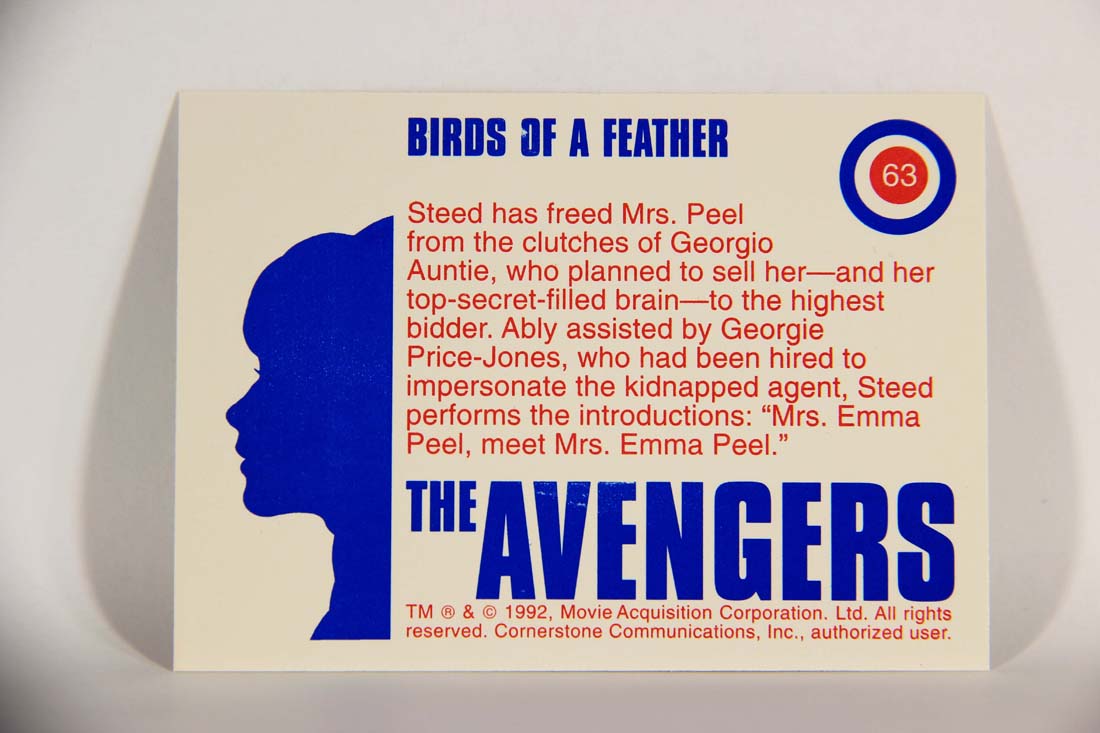 BIRDS OF A FEATHER
63
Steed has freed Mrs. Peel
from the clutches of Georgio
Auntie, who planned to sell her—and her
top-secret-filled brain—to the highest
bidder. Ably assisted by Georgie
Price-Jones, who had been hired to
impersonate the kidnapped agent, Steed
performs the introductions: “Mrs. Emma
Peel, meet Mrs. Emma Peel.”
THE AVENGERS
TM ® & © 1992, Movie Acquisition Corporation. Ltd. All rights
reserved. Cornerstone Communications, Inc., authorized user.